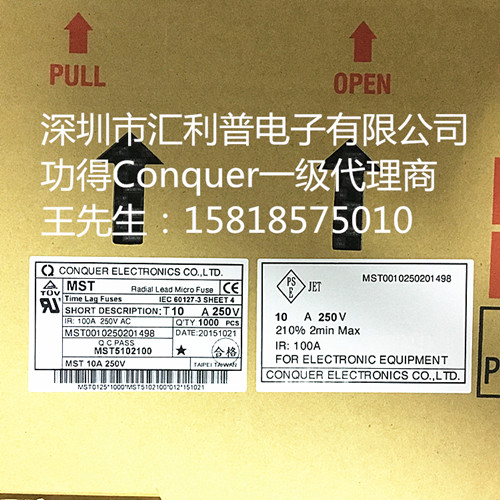 PULL
OPEN
深圳市汇利普电子有限公司
功得Conquer一级代理商
王先生：15818575010
CONQUER ELECTRONICS CO.,LTD.
MST Radial Lead Micro Fuse
Time Lag Fuses IEC 60127-3 SHEET 4
SHORT DESCRIPTION: T10 A 250V
IR: 100A 250V AC Q'TY 1000 PCS
MST0010250201498 DATE: 20151021
Q C PASS
MST5102100 ★ 合格
MST 10A 250V TAIPEI TAIWAN
MST0125*1000*MST5102100*012*151021
TÜV
PS E JET MST0010250201498
10 A 250V
210% 2min Max
IR: 100A
FOR ELECTRONIC EQUIPMENT
CONQUER ELECTRONICS CO.,LTD.
P